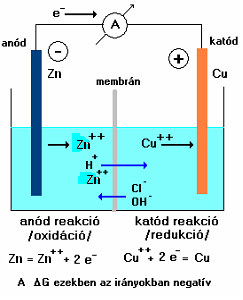 e⁻
A
anód
katód
−
+
Zn
membrán
Cu
Zn⁺⁺
Cu⁺⁺
H⁺
Zn⁺⁺
Cl⁻
OH⁻
anód reakció
/oxidáció/
katód reakció
/redukció/
Zn = Zn⁺⁺ + 2 e⁻
Cu⁺⁺ + 2 e⁻ = Cu
A ΔG ezekben az irányokban negatív